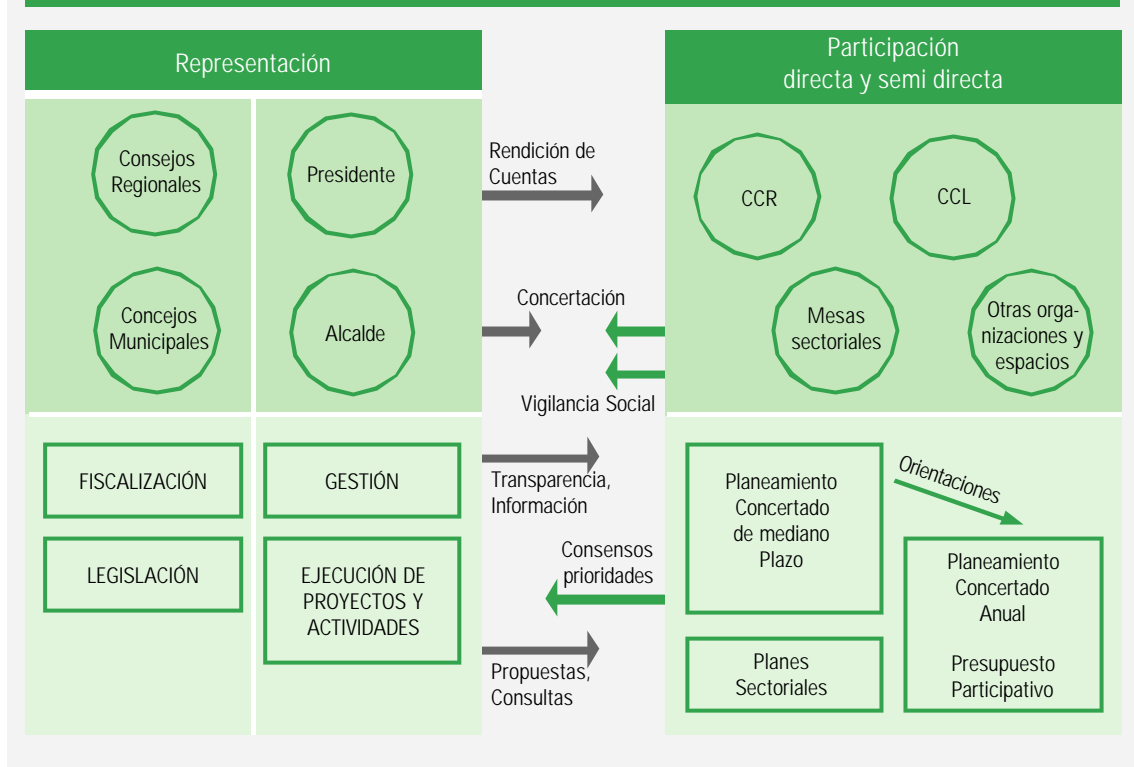 Representación
Participación
directa y semi directa
Consejos
Regionales
Presidente
Concejos
Municipales
Alcalde
Rendición de
Cuentas
Concertación
Vigilancia Social
CCR
CCL
Mesas
sectoriales
Otras orga-
nizaciones y
espacios
FISCALIZACIÓN
GESTIÓN
LEGISLACIÓN
EJECUCIÓN DE
PROYECTOS Y
ACTIVIDADES
Transparencia,
Información
Consensos
prioridades
Propuestas,
Consultas
Planeamiento
Concertado
de mediano
Plazo
Orientaciones
Planes
Sectoriales
Planeamiento
Concertado
Anual
Presupuesto
Participativo